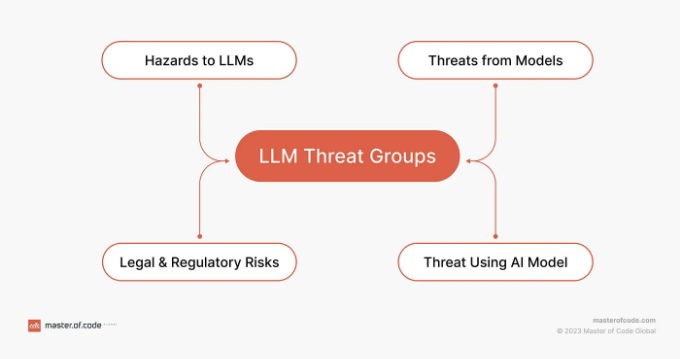 Hazards to LLMs
Threats from Models
LLM Threat Groups
Legal & Regulatory Risks
Threat Using AI Model
master.of.code
masterofcode.com
© 2023 Master of Code Global